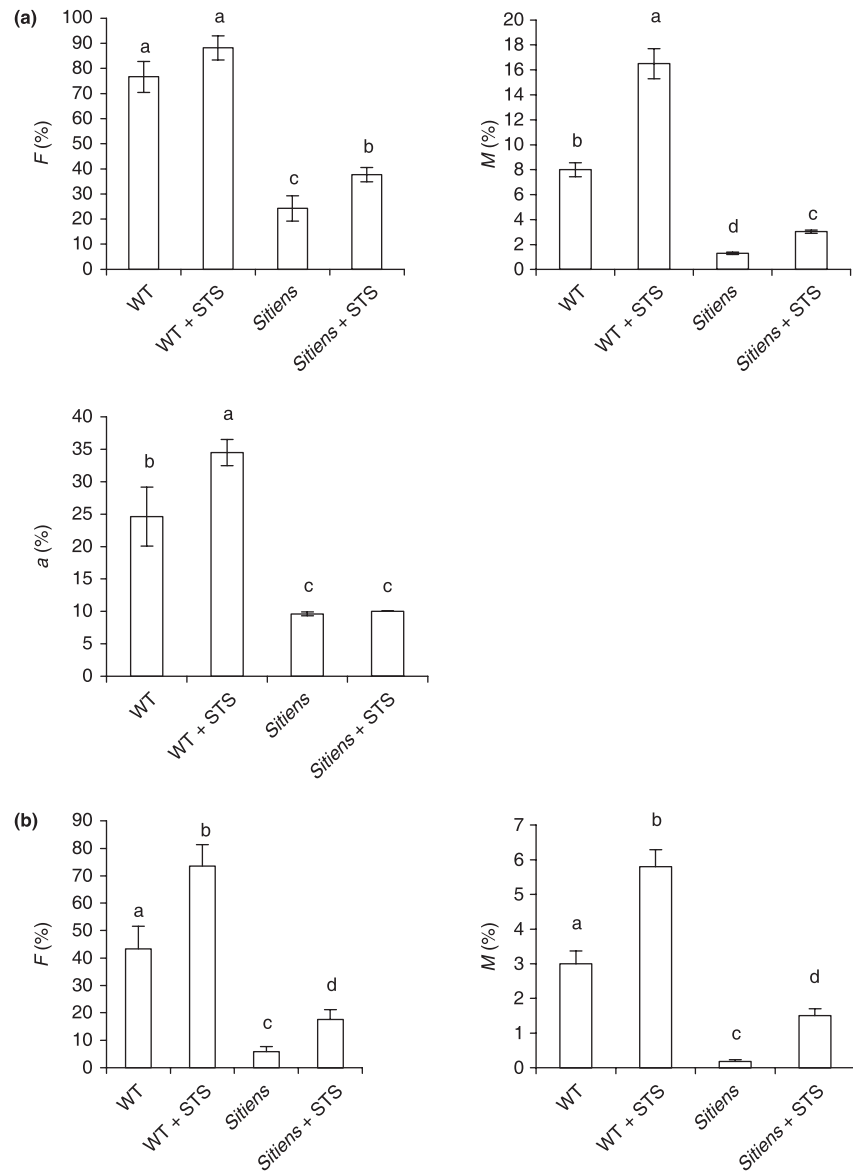 (a)
F (%)
100
90
80
70
60
50
40
30
20
10
0
a
a
c
b
WT
WT + STS
Sitiens
Sitiens + STS
M (%)
20
18
16
14
12
10
8
6
4
2
0
b
a
d
c
WT
WT + STS
Sitiens
Sitiens + STS
a (%)
40
35
30
25
20
15
10
5
0
b
a
c
c
WT
WT + STS
Sitiens
Sitiens + STS
(b)
F (%)
90
80
70
60
50
40
30
20
10
0
a
b
c
d
WT
WT + STS
Sitiens
Sitiens + STS
M (%)
7
6
5
4
3
2
1
0
a
b
c
d
WT
WT + STS
Sitiens
Sitiens + STS